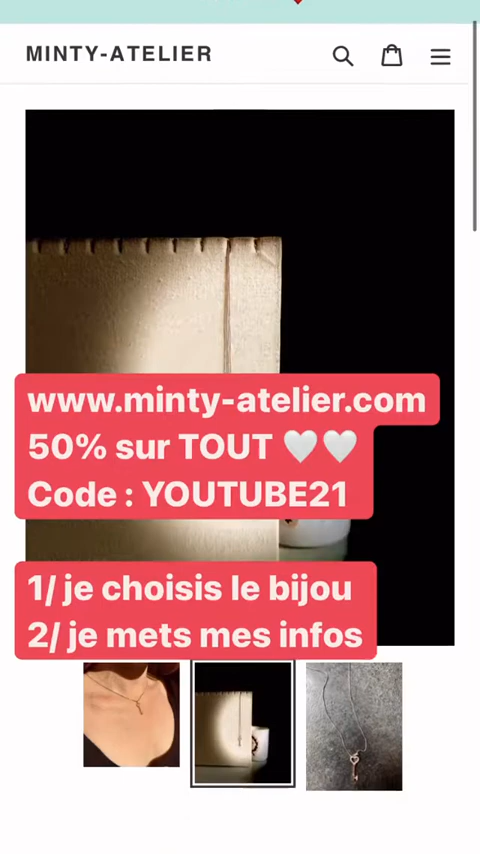 MINTY-ATELIER
www.minty-atelier.com
50% sur TOUT 🤍🤍
Code : YOUTUBE21
1/ je choisis le bijou
2/ je mets mes infos